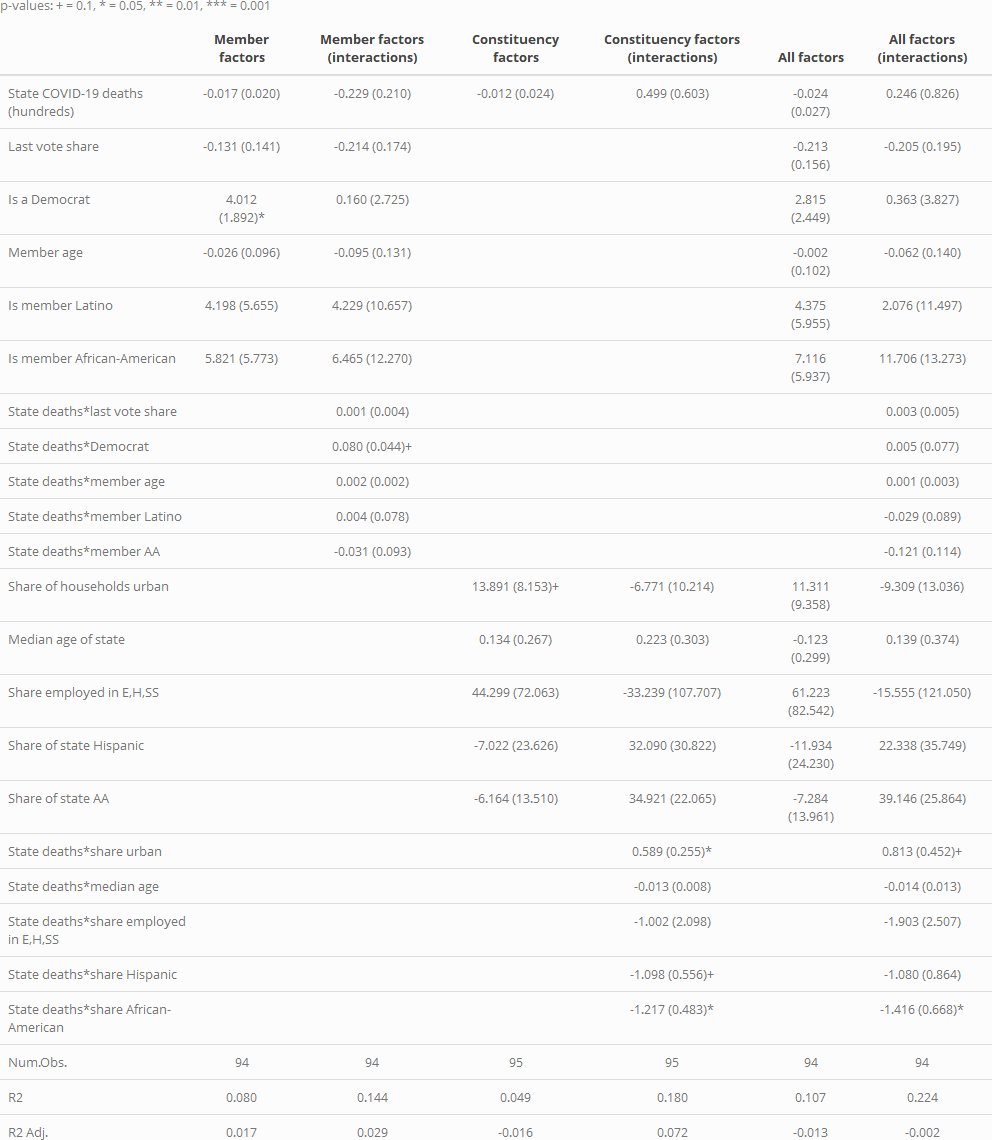 p-values: + = 0.1, * = 0.05, ** = 0.01, *** = 0.001
Member factors Member factors (interactions) Constituency factors Constituency factors (interactions) All factors All factors (interactions)
State COVID-19 deaths (hundreds) -0.017 (0.020) -0.229 (0.210) -0.012 (0.024) 0.499 (0.603) -0.024 (0.027) 0.246 (0.826)
Last vote share -0.131 (0.141) -0.214 (0.174) -0.213 (0.156) -0.205 (0.195)
Is a Democrat 4.012 (1.892)* 0.160 (2.725) 2.815 (2.449) 0.363 (3.827)
Member age -0.026 (0.096) -0.095 (0.131) -0.002 (0.102) -0.062 (0.140)
Is member Latino 4.198 (5.655) 4.229 (10.657) 4.375 (5.955) 2.076 (11.497)
Is member African-American 5.821 (5.773) 6.465 (12.270) 7.116 (5.937) 11.706 (13.273)
State deaths*last vote share 0.001 (0.004) 0.003 (0.005)
State deaths*Democrat 0.080 (0.044)+ 0.005 (0.077)
State deaths*member age 0.002 (0.002) 0.001 (0.003)
State deaths*member Latino 0.004 (0.078) -0.029 (0.089)
State deaths*member AA -0.031 (0.093) -0.121 (0.114)
Share of households urban 13.891 (8.153)+ -6.771 (10.214) 11.311 (9.358) -9.309 (13.036)
Median age of state 0.134 (0.267) 0.223 (0.303) -0.123 (0.299) 0.139 (0.374)
Share employed in E,H,SS 44.299 (72.063) -33.239 (107.707) 61.223 (82.542) -15.555 (121.050)
Share of state Hispanic -7.022 (23.626) 32.090 (30.822) -11.934 (24.230) 22.338 (35.749)
Share of state AA -6.164 (13.510) 34.921 (22.065) -7.284 (13.961) 39.146 (25.864)
State deaths*share urban 0.589 (0.255)* 0.813 (0.452)+
State deaths*median age -0.013 (0.008) -0.014 (0.013)
State deaths*share employed in E,H,SS -1.002 (2.098) -1.903 (2.507)
State deaths*share Hispanic -1.098 (0.556)+ -1.080 (0.864)
State deaths*share African-American -1.217 (0.483)* -1.416 (0.668)*
Num.Obs. 94 94 95 95 94 94
R2 0.080 0.144 0.049 0.180 0.107 0.224
R2 Adj. 0.017 0.029 -0.016 0.072 -0.013 -0.002